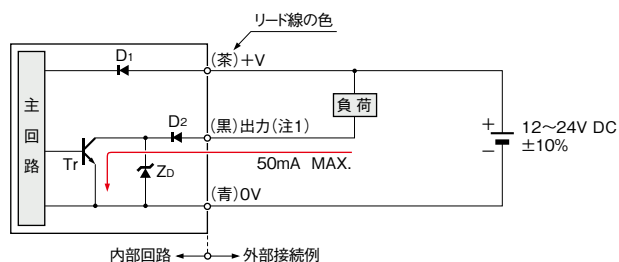 リード線の色
D1
(茶)+V
主回路
負荷
D2
(黒)出力(注1)
+
12〜24V DC
−
±10%
Tr
ZD
50mA MAX.
(青)0V
内部回路
外部接続例